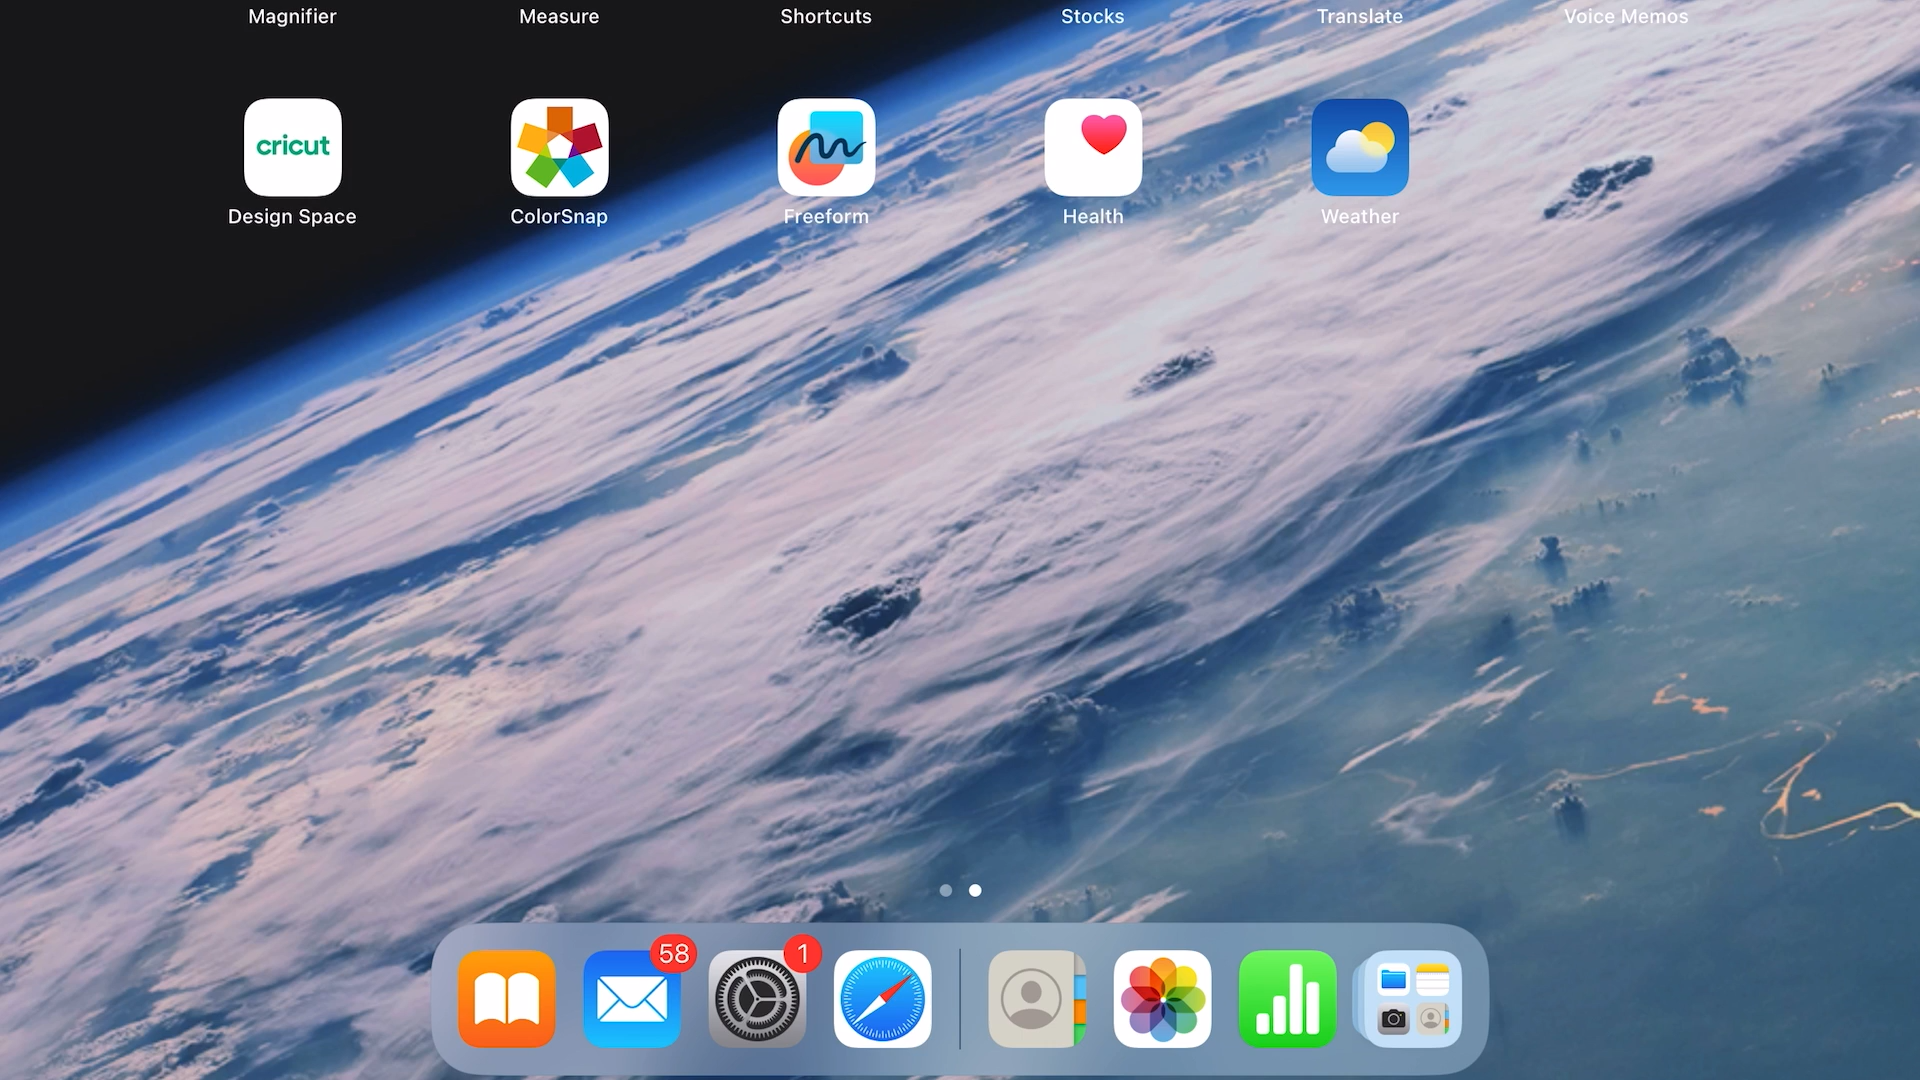 Magnifier
Measure
Shortcuts
Stocks
Translate
Voice Memos
cricut
Design Space
ColorSnap
Freeform
Health
Weather
58
1